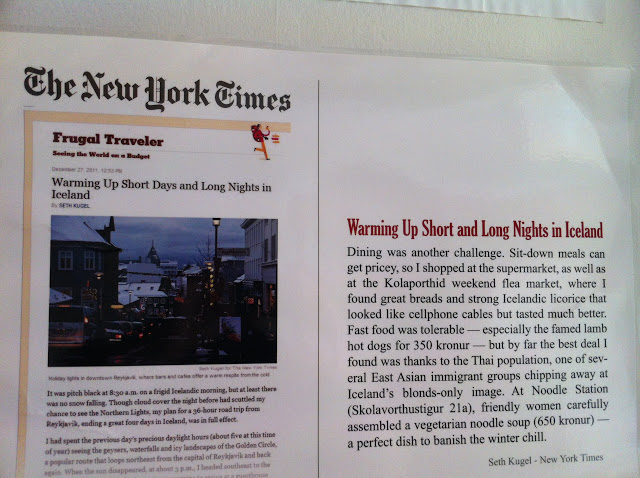 The New York Times
Frugal Traveler
Seeing the World on a Budget
December 27, 2011, 12:53 PM
Warming Up Short Days and Long Nights in
Iceland
By SETH KUGEL
Seth Kugel for The New York Times
Holiday lights in downtown Reykjavik, where bars and cafes offer a warm respite from the cold.
It was pitch black at 8:30 a.m. on a frigid Icelandic morning, but at least there
was no snow falling. Though cloud cover the night before had scuttled my
chance to see the Northern Lights, my plan for a 36-hour road trip from
Reykjavik, ending a great four days in Iceland, was in full effect.
I had spent the previous day's precious daylight hours (about five at this time
of year) seeing the geysers, waterfalls and icy landscapes of the Golden Circle,
a popular route that loops northeast from the capital of Reykjavik and back
again. When the sun disappeared, at about 3 p.m., I headed southeast to the
Warming Up Short and Long Nights in Iceland
Dining was another challenge. Sit-down meals can
get pricey, so I shopped at the supermarket, as well as
at the Kolaporthid weekend flea market, where I
found great breads and strong Icelandic licorice that
looked like cellphone cables but tasted much better.
Fast food was tolerable — especially the famed lamb
hot dogs for 350 kronur — but by far the best deal I
found was thanks to the Thai population, one of sev-
eral East Asian immigrant groups chipping away at
Iceland's blonds-only image. At Noodle Station
(Skolavorthustigur 21a), friendly women carefully
assembled a vegetarian noodle soup (650 kronur) —
a perfect dish to banish the winter chill.
Seth Kugel - New York Times